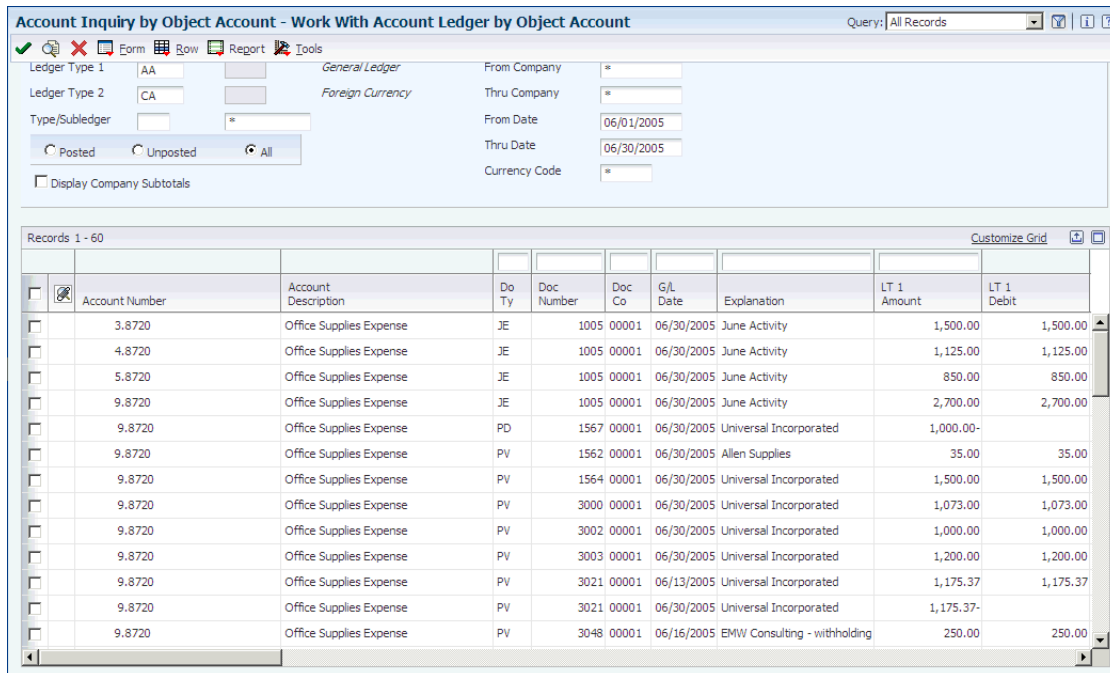 Account Inquiry by Object Account - Work With Account Ledger by Object Account Query: All Records
Form Row Report Tools
Ledger Type 1 AA General Ledger From Company *
Ledger Type 2 CA Foreign Currency Thru Company *
Type/Subledger * From Date 06/01/2005
Posted Unposted All Thru Date 06/30/2005
Currency Code *
Display Company Subtotals
Records 1 - 60 Customize Grid
Account Number Account Description Do Ty Doc Number Doc Co G/L Date Explanation LT 1 Amount LT 1 Debit
3.8720 Office Supplies Expense JE 1005 00001 06/30/2005 June Activity 1,500.00 1,500.00
4.8720 Office Supplies Expense JE 1005 00001 06/30/2005 June Activity 1,125.00 1,125.00
5.8720 Office Supplies Expense JE 1005 00001 06/30/2005 June Activity 850.00 850.00
9.8720 Office Supplies Expense JE 1005 00001 06/30/2005 June Activity 2,700.00 2,700.00
9.8720 Office Supplies Expense PD 1567 00001 06/30/2005 Universal Incorporated 1,000.00-
9.8720 Office Supplies Expense PV 1562 00001 06/30/2005 Allen Supplies 35.00 35.00
9.8720 Office Supplies Expense PV 1564 00001 06/30/2005 Universal Incorporated 1,500.00 1,500.00
9.8720 Office Supplies Expense PV 3000 00001 06/30/2005 Universal Incorporated 1,073.00 1,073.00
9.8720 Office Supplies Expense PV 3002 00001 06/30/2005 Universal Incorporated 1,000.00 1,000.00
9.8720 Office Supplies Expense PV 3003 00001 06/30/2005 Universal Incorporated 1,200.00 1,200.00
9.8720 Office Supplies Expense PV 3021 00001 06/13/2005 Universal Incorporated 1,175.37 1,175.37
9.8720 Office Supplies Expense PV 3021 00001 06/30/2005 Universal Incorporated 1,175.37-
9.8720 Office Supplies Expense PV 3048 00001 06/16/2005 EMW Consulting - withholding 250.00 250.00